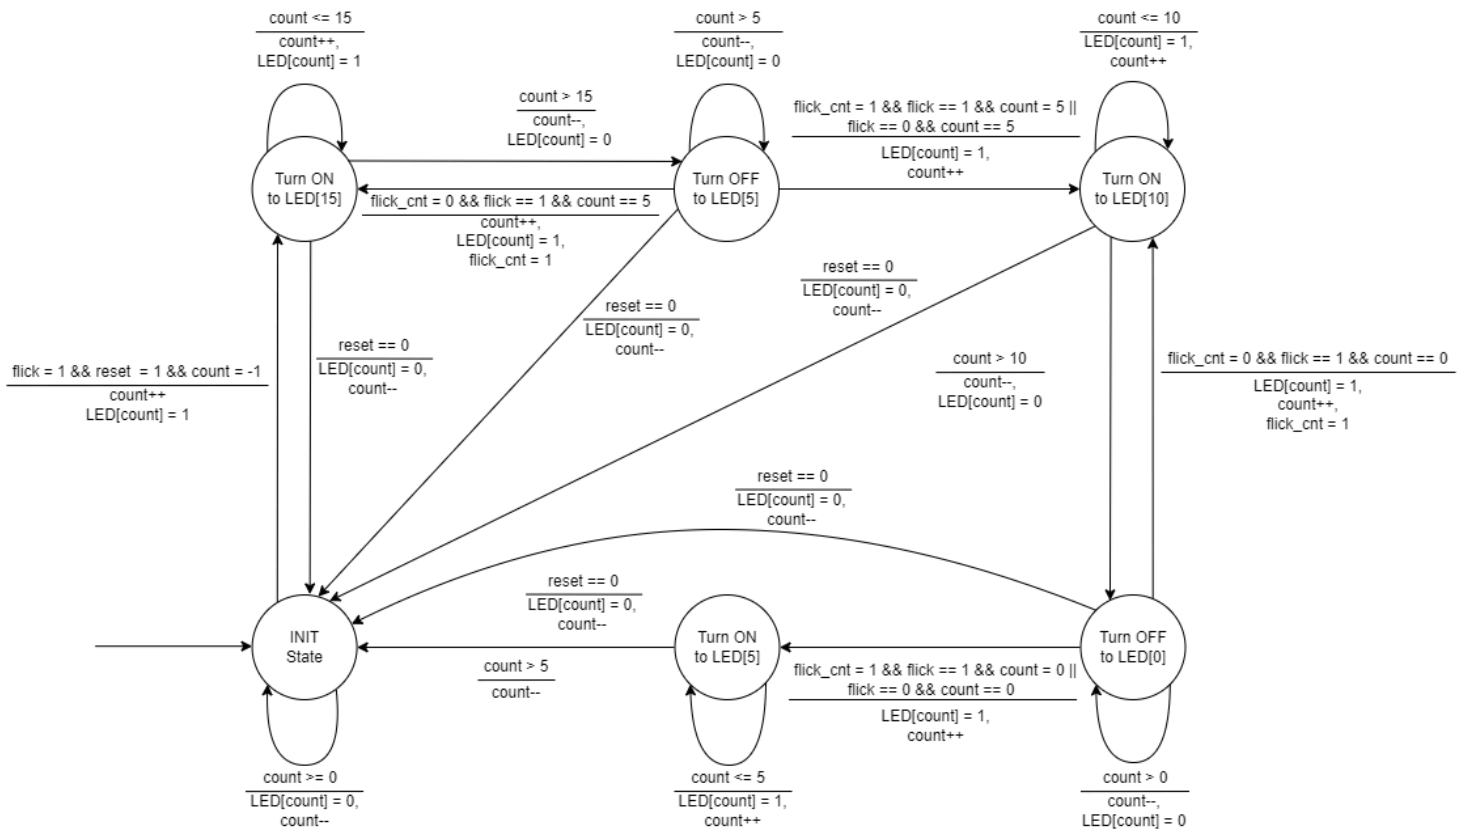 count <= 15
count++,
LED[count] = 1
count > 5
count--,
LED[count] = 0
count <= 10
LED[count] = 1,
count++
count > 15
count--,
LED[count] = 0
flick_cnt = 1 && flick == 1 && count = 5 ||
flick == 0 && count == 5
LED[count] = 1,
count++
Turn ON
to LED[15]
Turn OFF
to LED[5]
Turn ON
to LED[10]
flick_cnt = 0 && flick == 1 && count == 5
count++,
LED[count] = 1,
flick_cnt = 1
reset == 0
LED[count] = 0,
count--
reset == 0
LED[count] = 0,
count--
reset == 0
LED[count] = 0,
count--
flick = 1 && reset  = 1 && count = -1
count++
LED[count] = 1
count > 10
count--,
LED[count] = 0
flick_cnt = 0 && flick == 1 && count == 0
LED[count] = 1,
count++,
flick_cnt = 1
reset == 0
LED[count] = 0,
count--
reset == 0
LED[count] = 0,
count--
INIT
State
Turn ON
to LED[5]
Turn OFF
to LED[0]
count > 5
count--
flick_cnt = 1 && flick == 1 && count = 0 ||
flick == 0 && count == 0
LED[count] = 1,
count++
count >= 0
LED[count] = 0,
count--
count <= 5
LED[count] = 1,
count++
count > 0
count--,
LED[count] = 0